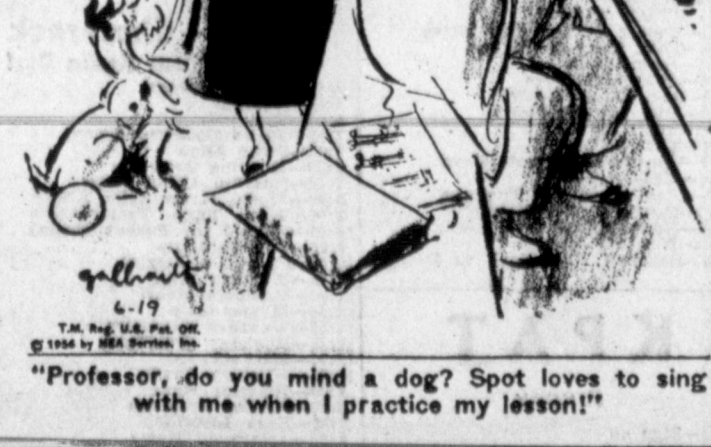 galbraith
6-19
T.M. Reg. U.S. Pat. Off.
© 1956 by NEA Service, Inc.
"Professor, do you mind a dog? Spot loves to sing
with me when I practice my lesson!"